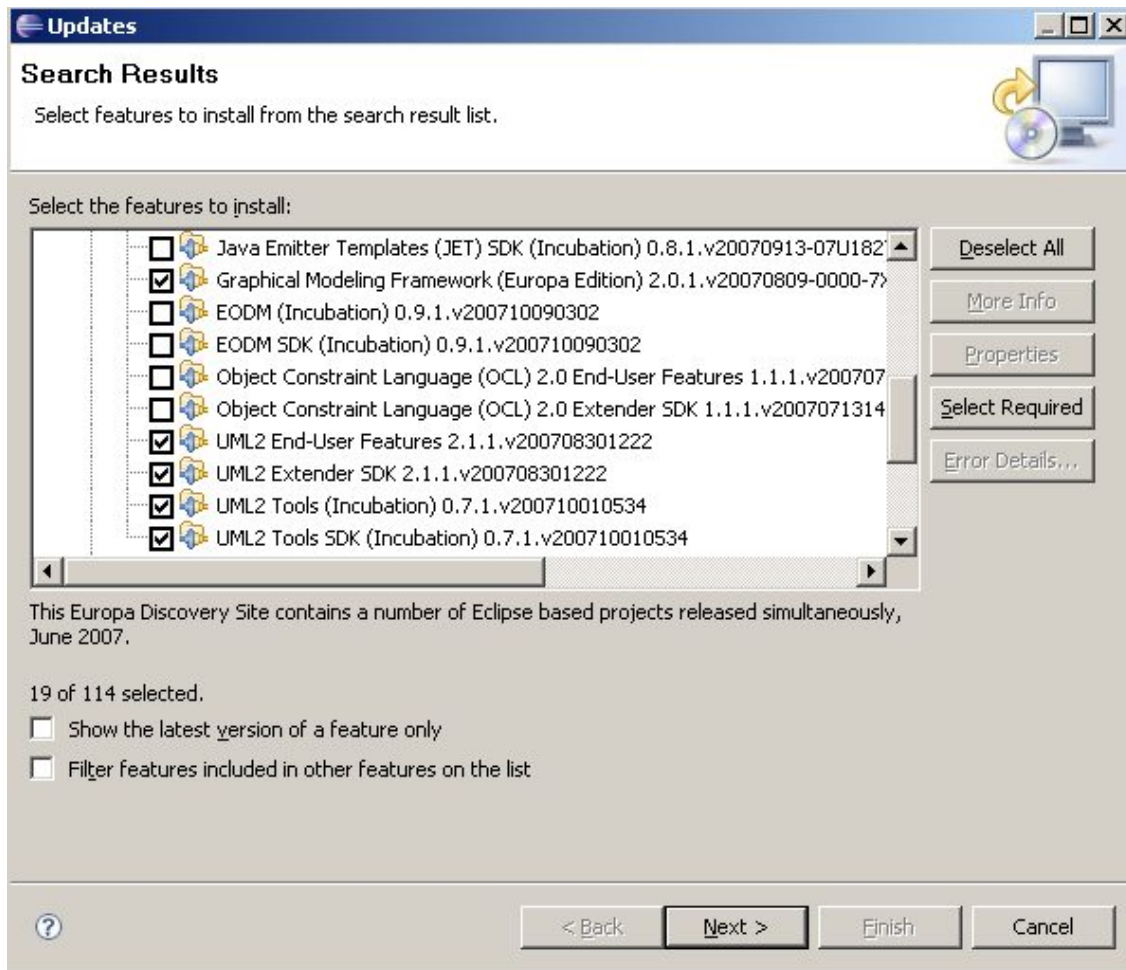 Updates
Search Results
Select features to install from the search result list.
Select the features to install:
Java Emitter Templates (JET) SDK (Incubation) 0.8.1.v20070913-07U182
Graphical Modeling Framework (Europa Edition) 2.0.1.v20070809-0000-7
EODM (Incubation) 0.9.1.v200710090302
EODM SDK (Incubation) 0.9.1.v200710090302
Object Constraint Language (OCL) 2.0 End-User Features 1.1.1.v200707
Object Constraint Language (OCL) 2.0 Extender SDK 1.1.1.v2007071314
UML2 End-User Features 2.1.1.v200708301222
UML2 Extender SDK 2.1.1.v200708301222
UML2 Tools (Incubation) 0.7.1.v200710010534
UML2 Tools SDK (Incubation) 0.7.1.v200710010534
Deselect All
More Info
Properties
Select Required
Error Details...
This Europa Discovery Site contains a number of Eclipse based projects released simultaneously,
June 2007.
19 of 114 selected.
Show the latest version of a feature only
Filter features included in other features on the list
? < Back Next > Finish Cancel